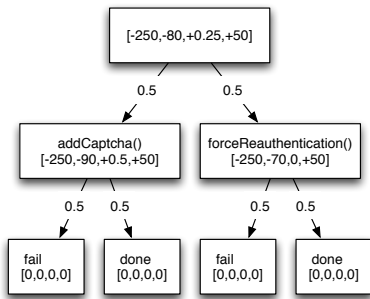 [-250,-80,+0.25,+50]
0.5
0.5
addCaptcha()
[-250,-90,+0.5,+50]
forceReauthentication()
[-250,-70,0,+50]
0.5
0.5
0.5
0.5
fail
[0,0,0,0]
done
[0,0,0,0]
fail
[0,0,0,0]
done
[0,0,0,0]